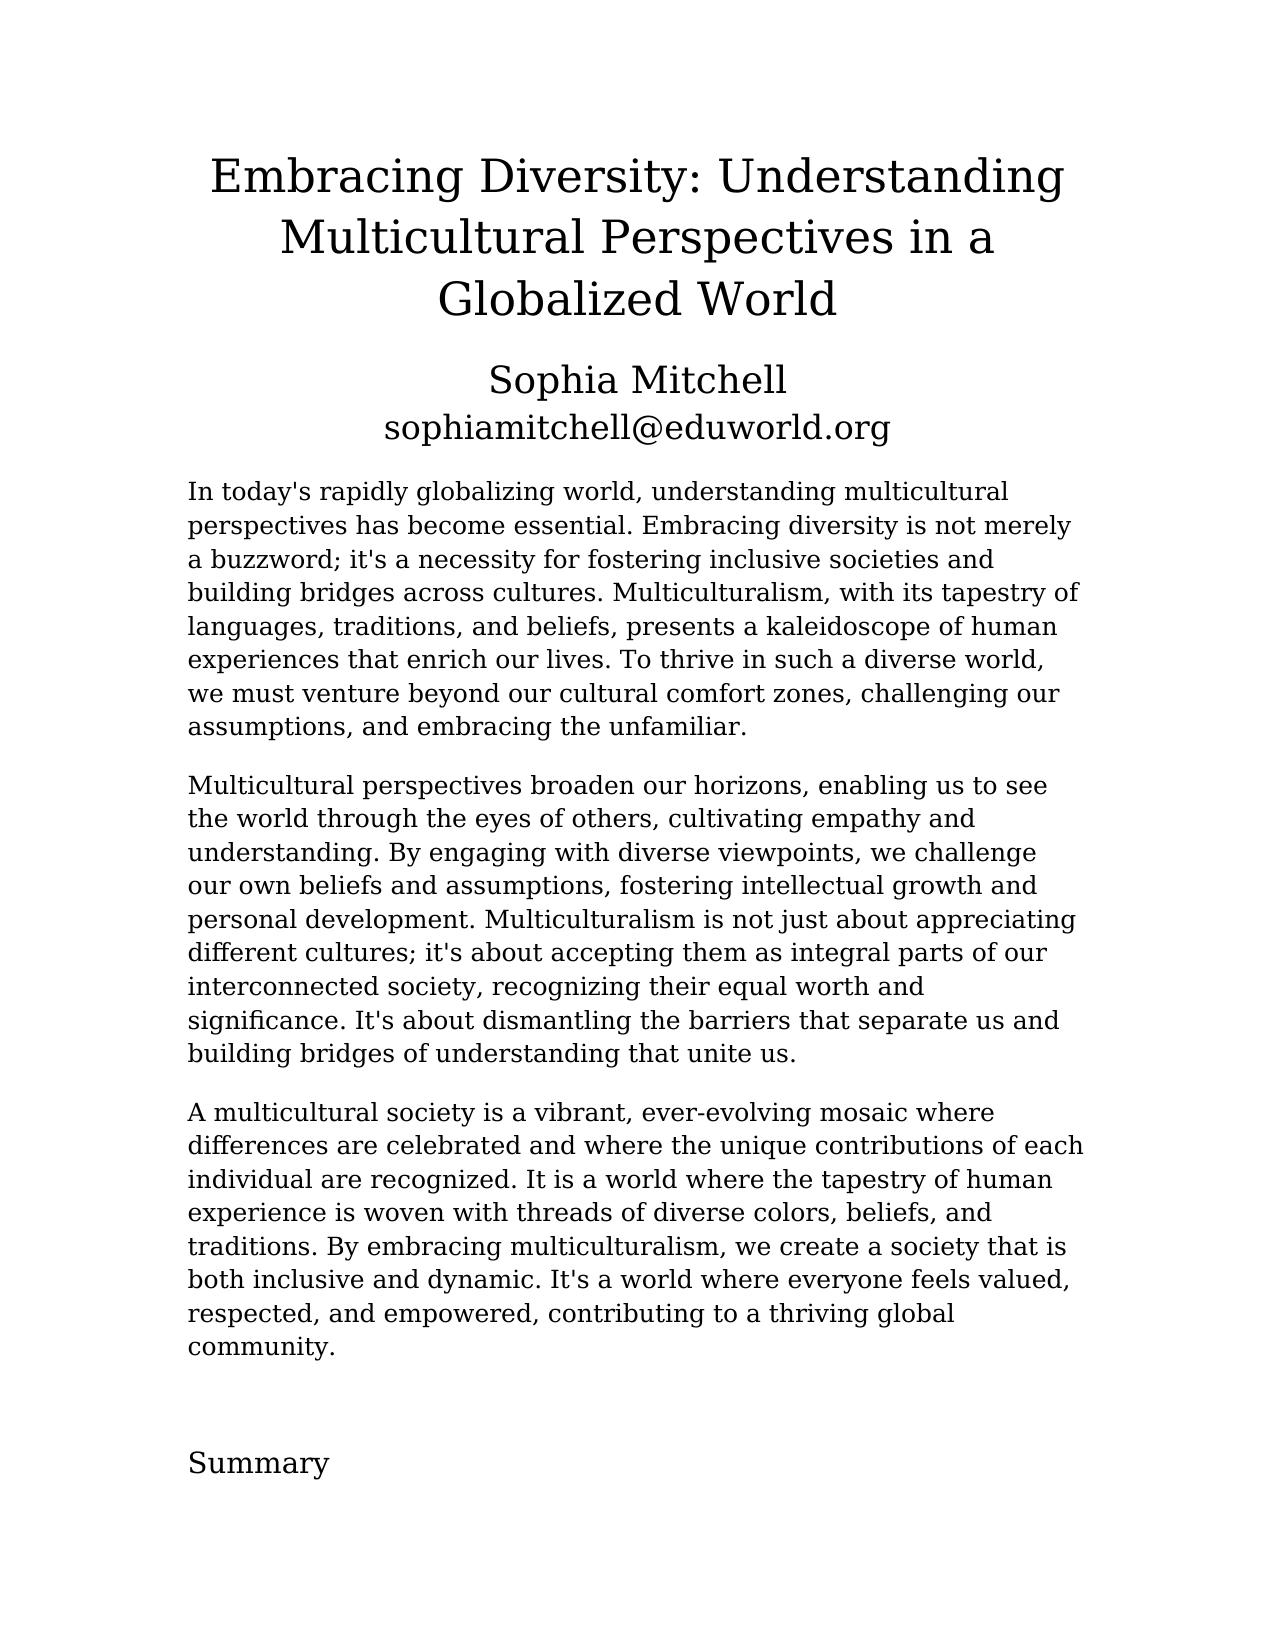 Embracing Diversity: Understanding
Multicultural Perspectives in a
Globalized World
Sophia Mitchell
sophiamitchell@eduworld.org
In today's rapidly globalizing world, understanding multicultural
perspectives has become essential. Embracing diversity is not merely
a buzzword; it's a necessity for fostering inclusive societies and
building bridges across cultures. Multiculturalism, with its tapestry of
languages, traditions, and beliefs, presents a kaleidoscope of human
experiences that enrich our lives. To thrive in such a diverse world,
we must venture beyond our cultural comfort zones, challenging our
assumptions, and embracing the unfamiliar.
Multicultural perspectives broaden our horizons, enabling us to see
the world through the eyes of others, cultivating empathy and
understanding. By engaging with diverse viewpoints, we challenge
our own beliefs and assumptions, fostering intellectual growth and
personal development. Multiculturalism is not just about appreciating
different cultures; it's about accepting them as integral parts of our
interconnected society, recognizing their equal worth and
significance. It's about dismantling the barriers that separate us and
building bridges of understanding that unite us.
A multicultural society is a vibrant, ever-evolving mosaic where
differences are celebrated and where the unique contributions of each
individual are recognized. It is a world where the tapestry of human
experience is woven with threads of diverse colors, beliefs, and
traditions. By embracing multiculturalism, we create a society that is
both inclusive and dynamic. It's a world where everyone feels valued,
respected, and empowered, contributing to a thriving global
community.
Summary